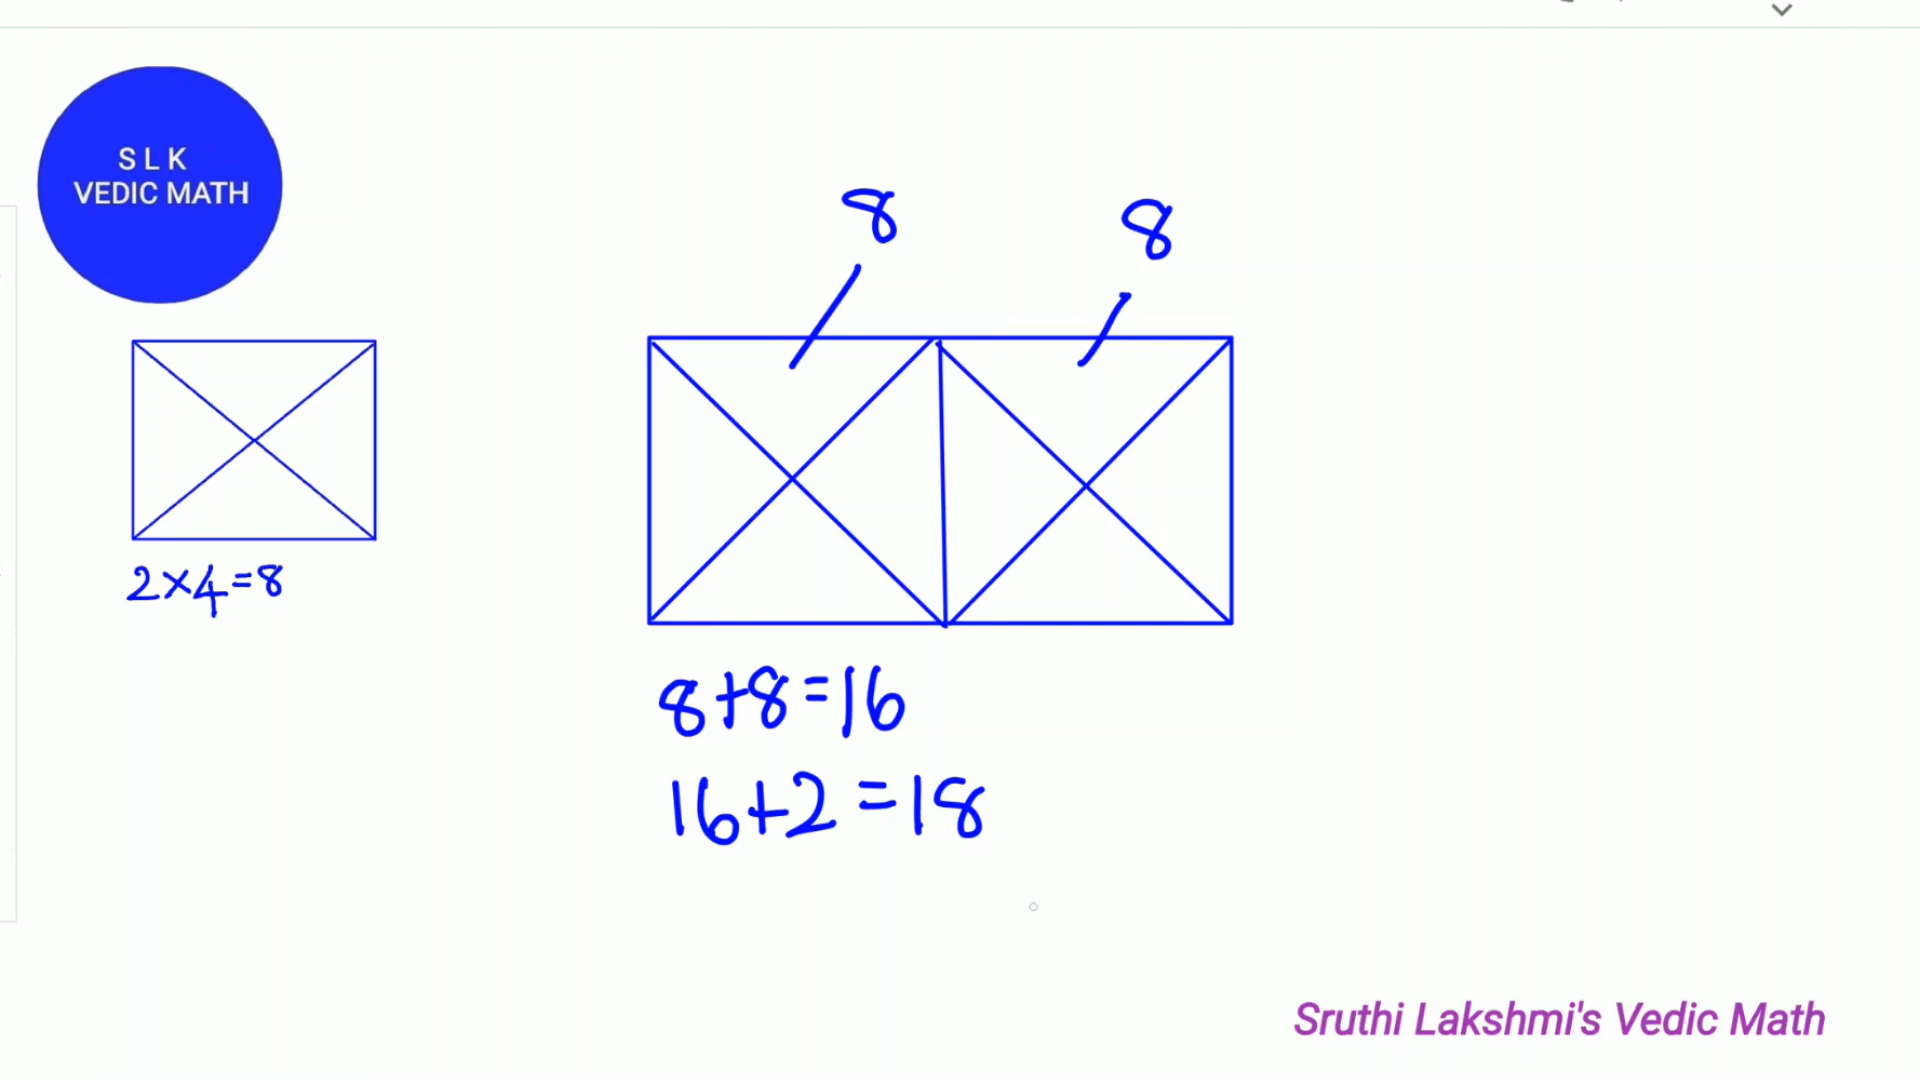 S L K
VEDIC MATH
8
8
2×4=8
8+8=16
16+2=18
Sruthi Lakshmi's Vedic Math